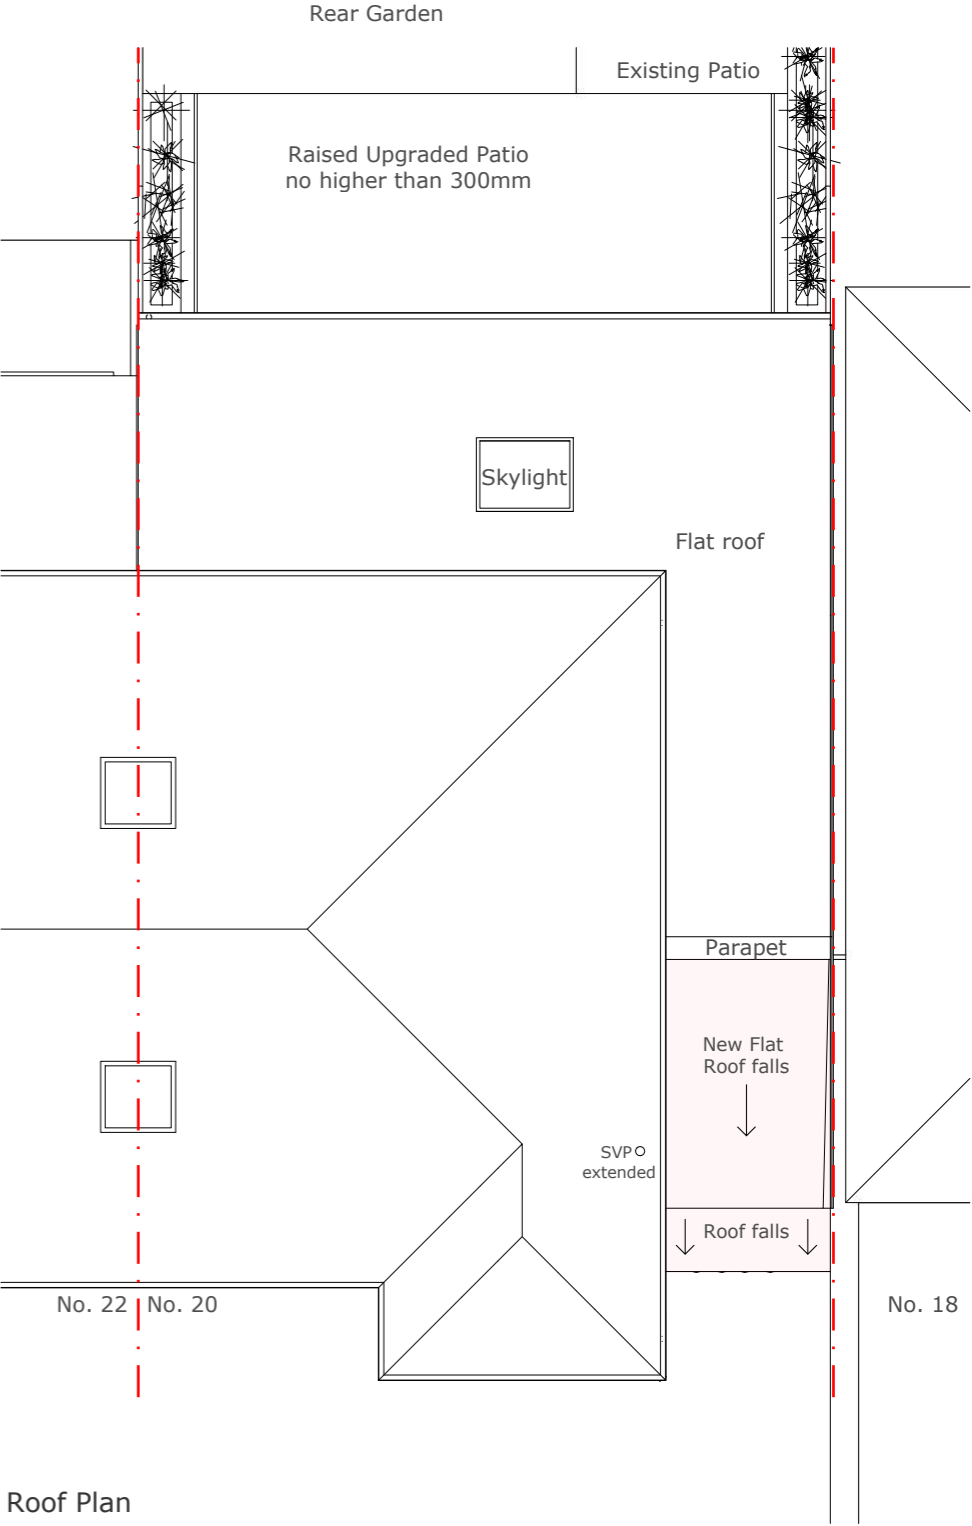 Rear Garden
Existing Patio
Raised Upgraded Patio
no higher than 300mm
Skylight
Flat roof
Parapet
New Flat
Roof falls
SVP
extended
Roof falls
No. 22
No. 20
No. 18
Roof Plan